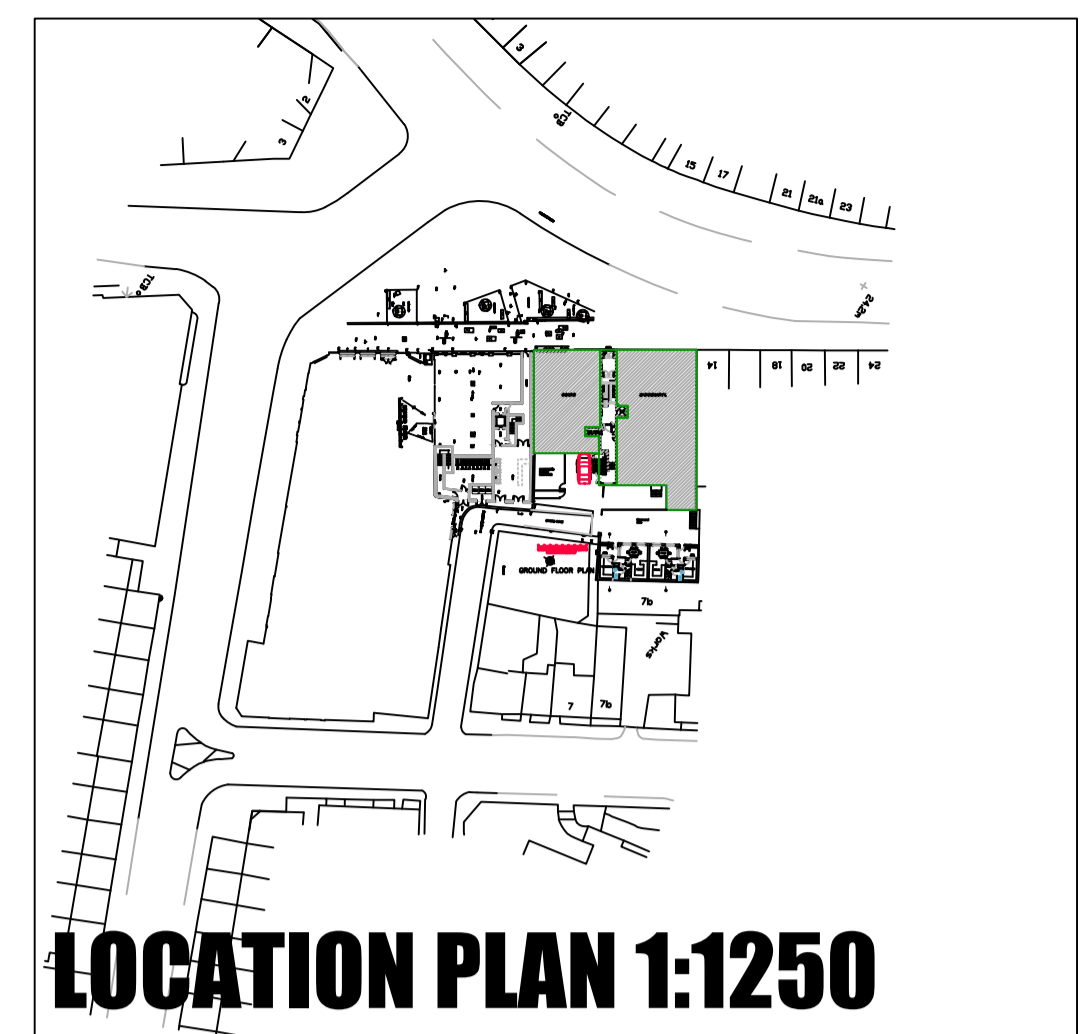 3
2
3
TCB
15
17
21
21a
23
TCB
24.2m
14
18
20
22
24
GROUND FLOOR PLAN
7b
Works
7
7b
LOCATION PLAN 1:1250